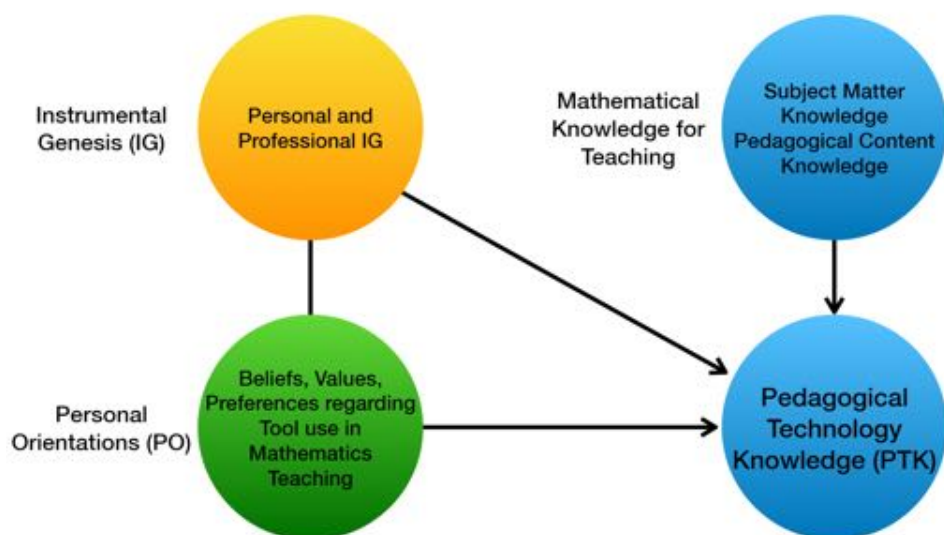 Instrumental
Genesis (IG)
Personal and
Professional IG
Mathematical
Knowledge for
Teaching
Subject Matter
Knowledge
Pedagogical Content
Knowledge
Personal
Orientations (PO)
Beliefs, Values,
Preferences regarding
Tool use in
Mathematics
Teaching
Pedagogical
Technology
Knowledge (PTK)